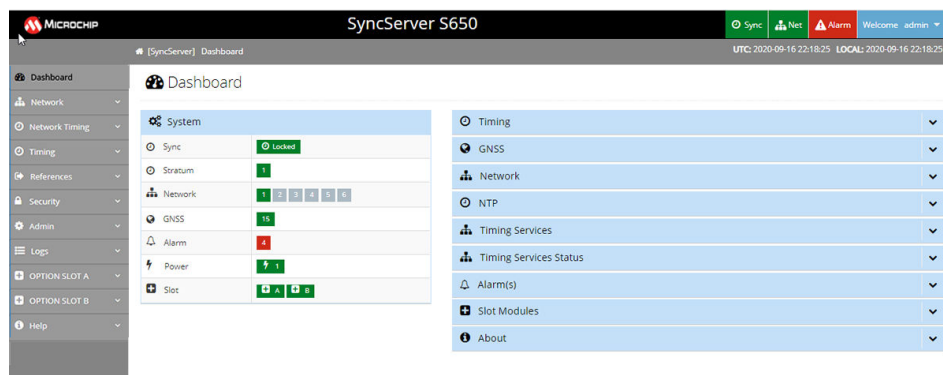 MICROCHIP
SyncServer S650
Sync Net Alarm Welcome admin
[SyncServer] Dashboard
UTC: 2020-09-16 22:18:25 LOCAL: 2020-09-16 22:18:25
Dashboard
Network
Network Timing
Timing
References
Security
Admin
Logs
OPTION SLOT A
OPTION SLOT B
Help
Dashboard
System
Sync Locked
Stratum 1
Network 1 2 3 4 5 6
GNSS 15
Alarm 4
Power 1
Slot A B
Timing
GNSS
Network
NTP
Timing Services
Timing Services Status
Alarm(s)
Slot Modules
About